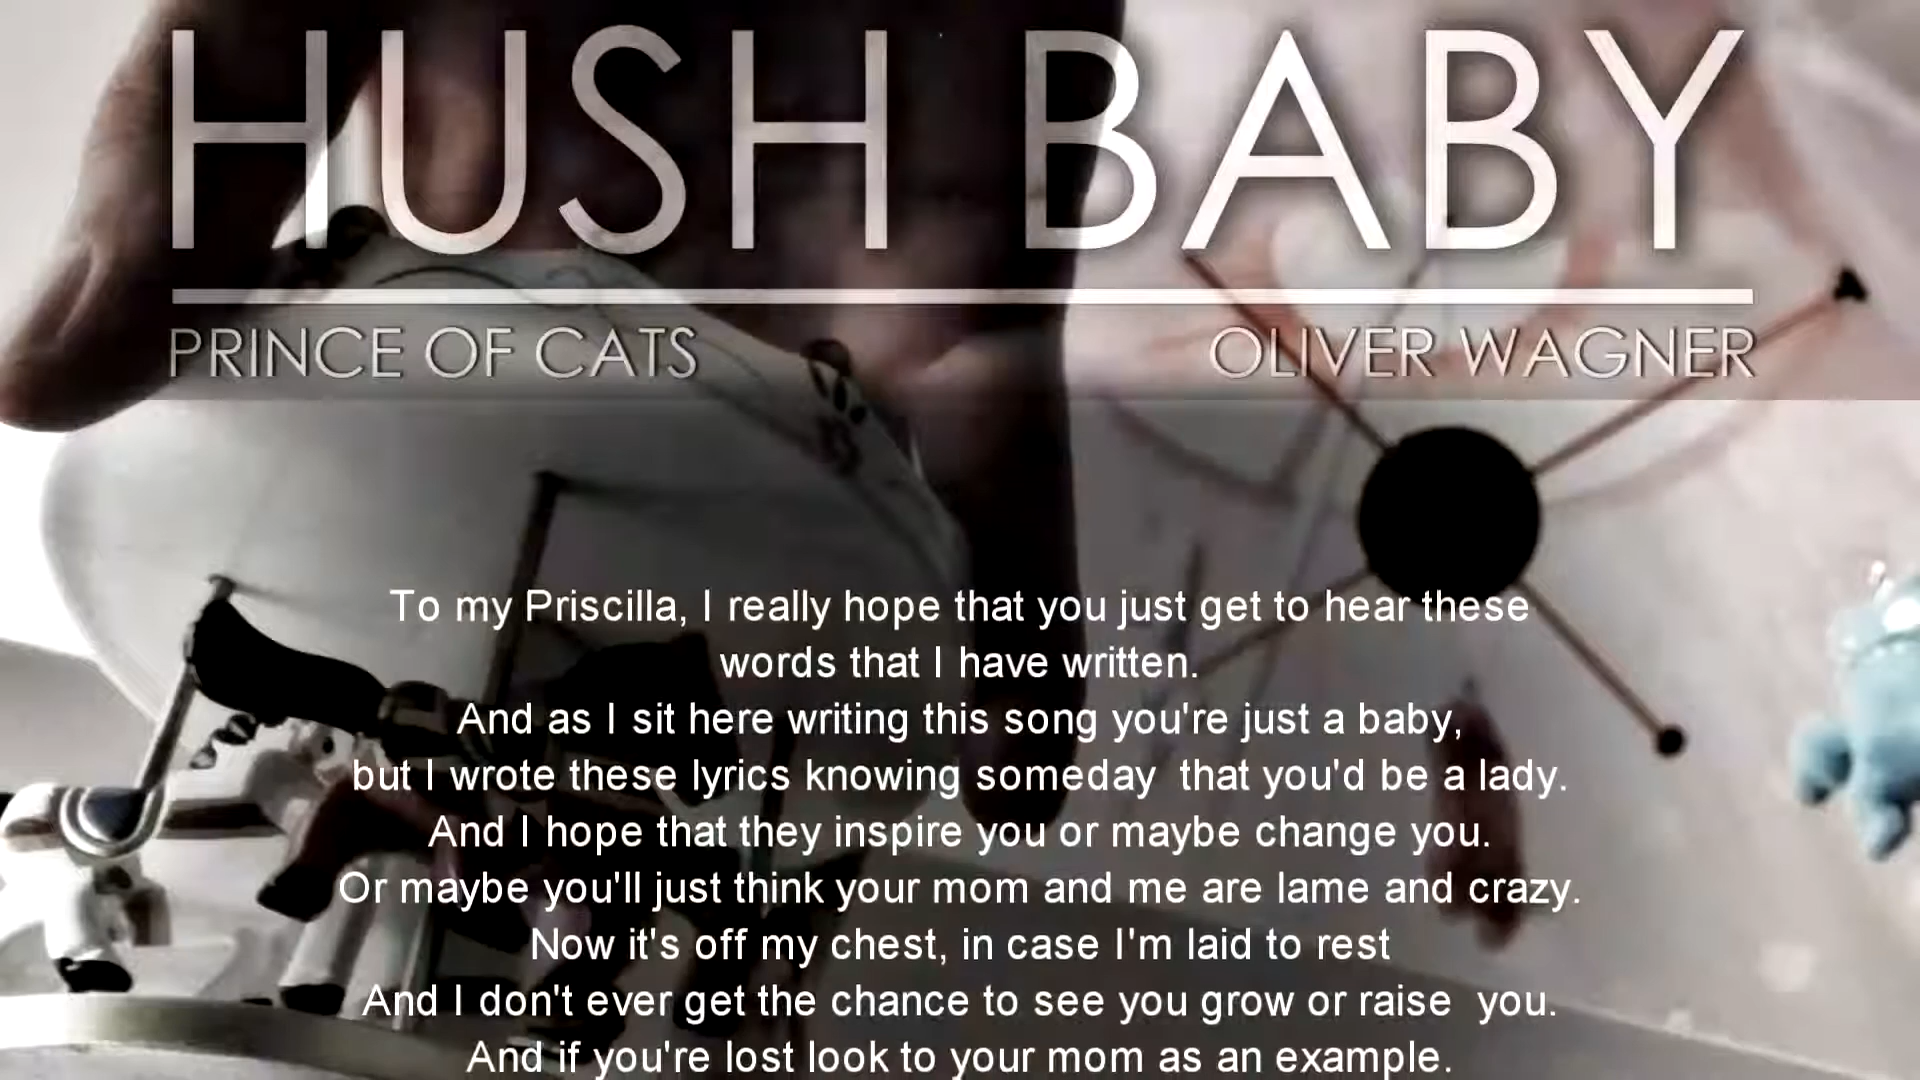 HUSH BABY
PRINCE OF CATS
OLIVER WAGNER
To my Priscilla, I really hope that you just get to hear these
words that I have written.
And as I sit here writing this song you're just a baby,
but I wrote these lyrics knowing someday  that you'd be a lady.
And I hope that they inspire you or maybe change you.
Or maybe you'll just think your mom and me are lame and crazy.
Now it's off my chest, in case I'm laid to rest
And I don't ever get the chance to see you grow or raise  you.
And if you're lost look to your mom as an example.